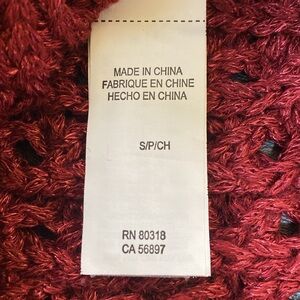 MADE IN CHINA
FABRIQUE EN CHINE
HECHO EN CHINA
S/P/CH
RN 80318
CA 56897